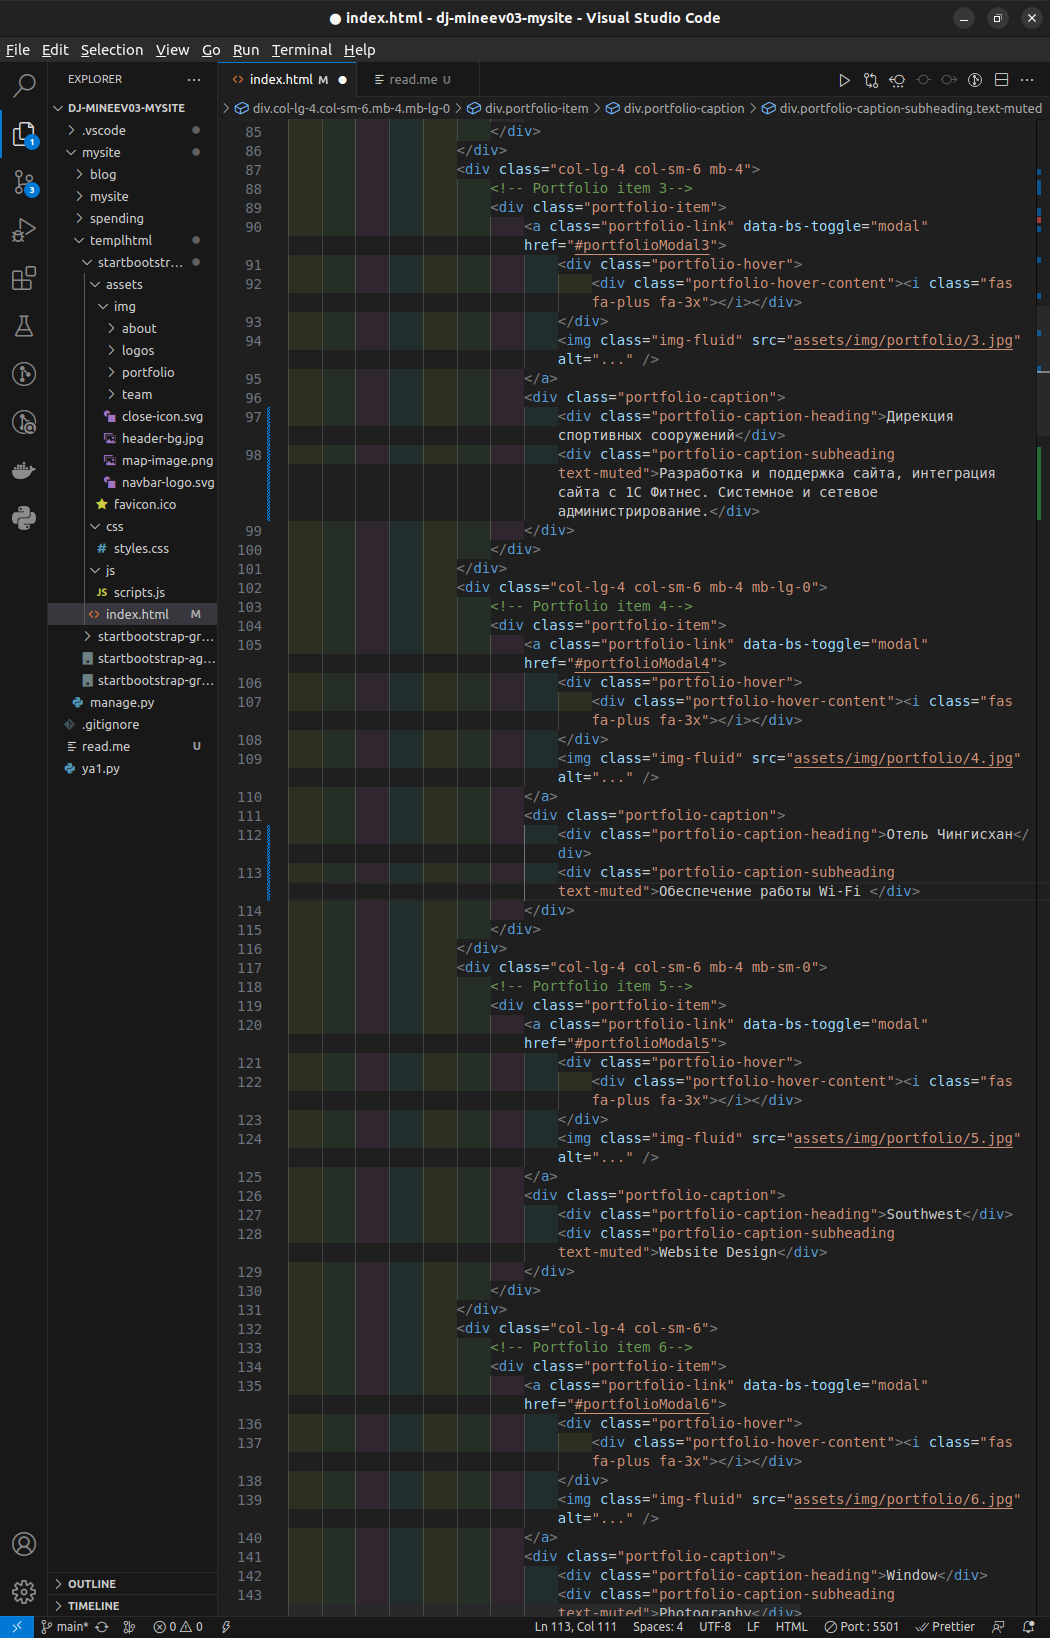 ● index.html - dj-mineev03-mysite - Visual Studio Code
File Edit Selection View Go Run Terminal Help
EXPLORER ···
DJ-MINEEV03-MYSITE
.vscode
mysite
blog
mysite
spending
templhtml
startbootstr...
assets
img
about
logos
portfolio
team
close-icon.svg
header-bg.jpg
map-image.png
navbar-logo.svg
favicon.ico
css
# styles.css
js
JS scripts.js
<> index.html M
startbootstrap-gr...
startbootstrap-ag...
startbootstrap-gr...
manage.py
.gitignore
read.me U
ya1.py
OUTLINE
TIMELINE
1
3
<> index.html M ●
read.me U
> div.col-lg-4.col-sm-6.mb-4.mb-lg-0 > div.portfolio-item > div.portfolio-caption > div.portfolio-caption-subheading.text-muted
85 </div>
86 </div>
87 <div class="col-lg-4 col-sm-6 mb-4">
88 <!-- Portfolio item 3-->
89 <div class="portfolio-item">
90 <a class="portfolio-link" data-bs-toggle="modal"
href="#portfolioModal3">
91 <div class="portfolio-hover">
92 <div class="portfolio-hover-content"><i class="fas
fa-plus fa-3x"></i></div>
93 </div>
94 <img class="img-fluid" src="assets/img/portfolio/3.jpg"
alt="..." />
95 </a>
96 <div class="portfolio-caption">
97 <div class="portfolio-caption-heading">Дирекция
спортивных сооружений</div>
98 <div class="portfolio-caption-subheading
text-muted">Разработка и поддержка сайта, интеграция
сайта с 1С Фитнес. Системное и сетевое
администрирование.</div>
99 </div>
100 </div>
101 </div>
102 <div class="col-lg-4 col-sm-6 mb-4 mb-lg-0">
103 <!-- Portfolio item 4-->
104 <div class="portfolio-item">
105 <a class="portfolio-link" data-bs-toggle="modal"
href="#portfolioModal4">
106 <div class="portfolio-hover">
107 <div class="portfolio-hover-content"><i class="fas
fa-plus fa-3x"></i></div>
108 </div>
109 <img class="img-fluid" src="assets/img/portfolio/4.jpg"
alt="..." />
110 </a>
111 <div class="portfolio-caption">
112 <div class="portfolio-caption-heading">Отель Чингисхан</
div>
113 <div class="portfolio-caption-subheading
text-muted">Обеспечение работы Wi-Fi </div>
114 </div>
115 </div>
116 </div>
117 <div class="col-lg-4 col-sm-6 mb-4 mb-sm-0">
118 <!-- Portfolio item 5-->
119 <div class="portfolio-item">
120 <a class="portfolio-link" data-bs-toggle="modal"
href="#portfolioModal5">
121 <div class="portfolio-hover">
122 <div class="portfolio-hover-content"><i class="fas
fa-plus fa-3x"></i></div>
123 </div>
124 <img class="img-fluid" src="assets/img/portfolio/5.jpg"
alt="..." />
125 </a>
126 <div class="portfolio-caption">
127 <div class="portfolio-caption-heading">Southwest</div>
128 <div class="portfolio-caption-subheading
text-muted">Website Design</div>
129 </div>
130 </div>
131 </div>
132 <div class="col-lg-4 col-sm-6">
133 <!-- Portfolio item 6-->
134 <div class="portfolio-item">
135 <a class="portfolio-link" data-bs-toggle="modal"
href="#portfolioModal6">
136 <div class="portfolio-hover">
137 <div class="portfolio-hover-content"><i class="fas
fa-plus fa-3x"></i></div>
138 </div>
139 <img class="img-fluid" src="assets/img/portfolio/6.jpg"
alt="..." />
140 </a>
141 <div class="portfolio-caption">
142 <div class="portfolio-caption-heading">Window</div>
143 <div class="portfolio-caption-subheading
text-muted">Photography</div>
main* 0 0 Ln 113, Col 111 Spaces: 4 UTF-8 LF HTML Port : 5501 Prettier